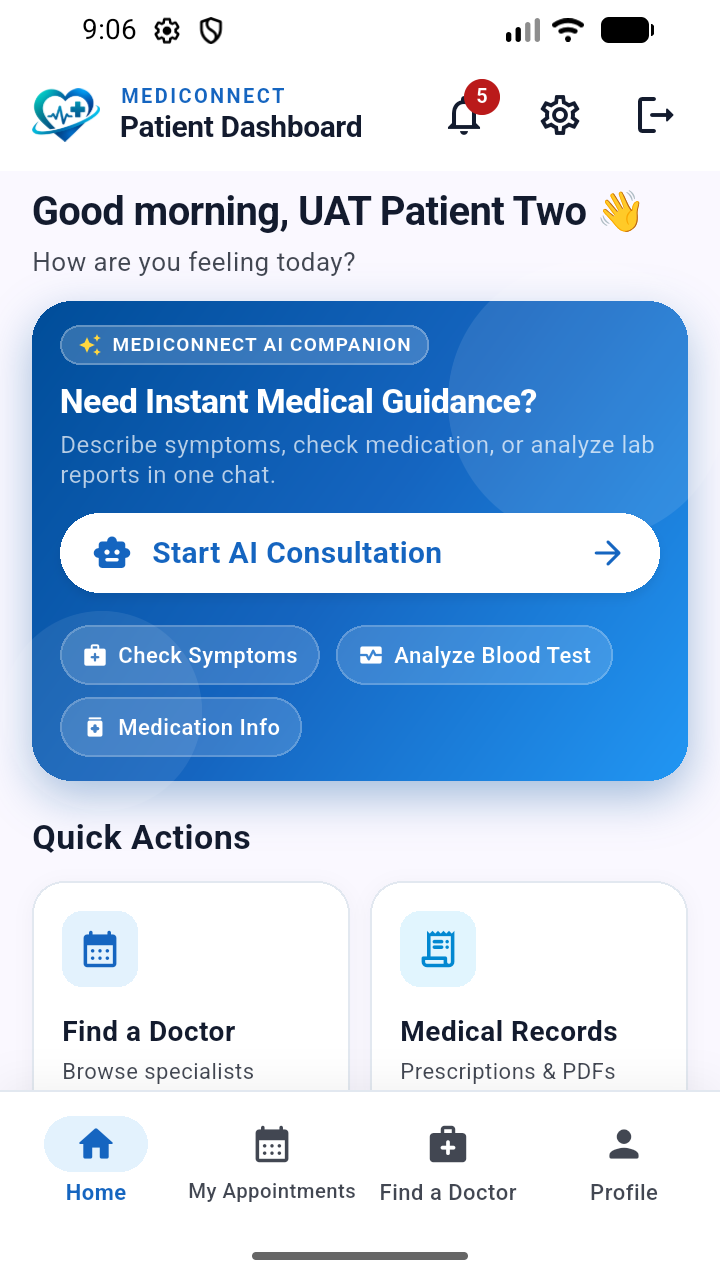 9:06
MEDICONNECT
Patient Dashboard
5
Good morning, UAT Patient Two 👋
How are you feeling today?
MEDICONNECT AI COMPANION
Need Instant Medical Guidance?
Describe symptoms, check medication, or analyze lab
reports in one chat.
Start AI Consultation
Check Symptoms
Analyze Blood Test
Medication Info
Quick Actions
Find a Doctor
Browse specialists
Medical Records
Prescriptions & PDFs
Home
My Appointments
Find a Doctor
Profile